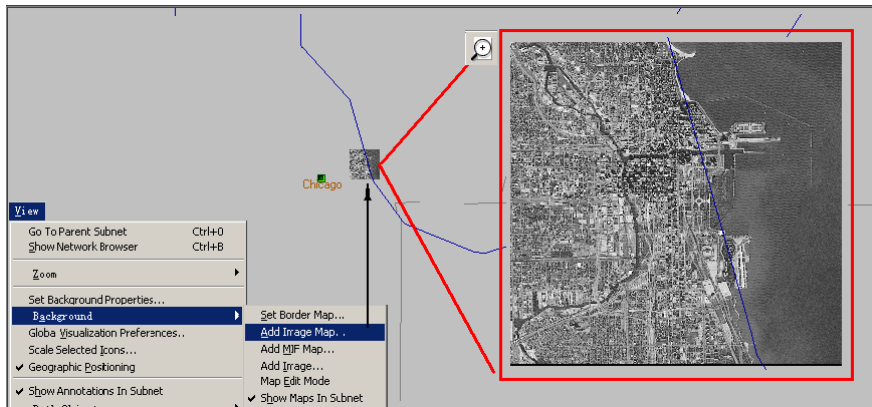 Chicago
View
Go To Parent Subnet Ctrl+0
Show Network Browser Ctrl+B
Zoom
Set Background Properties...
Background
Globa Visualization Preferences..
Scale Selected Icons...
Geographic Positioning
Show Annotations In Subnet
Set Border Map...
Add Image Map. .
Add MIF Map...
Add Image...
Map Edit Mode
Show Maps In Subnet